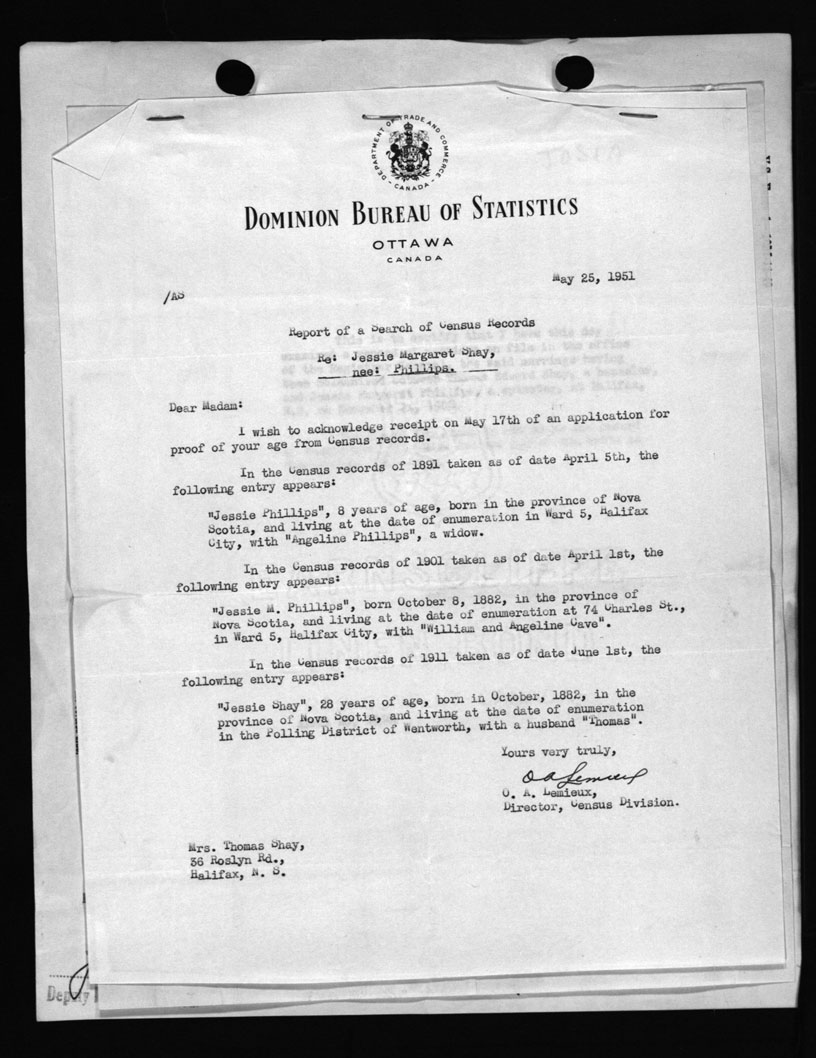 DEPARTMENT OF TRADE AND COMMERCE
- CANADA -
DOMINION BUREAU OF STATISTICS
OTTAWA
CANADA
May 25, 1951
/AS
Report of a Search of Census Records
Re: Jessie Margaret Shay,
nee: Phillips.
Dear Madam:
I wish to acknowledge receipt on May 17th of an application for
proof of your age from Census records.
In the Census records of 1891 taken as of date April 5th, the
following entry appears:
"Jessie Phillips", 8 years of age, born in the province of Nova
Scotia, and living at the date of enumeration in Ward 5, Halifax
City, with "Angeline Phillips", a widow.
In the Census records of 1901 taken as of date April 1st, the
following entry appears:
"Jessie M. Phillips", born October 8, 1882, in the province of
Nova Scotia, and living at the date of enumeration at 74 Charles St.,
in Ward 5, Halifax City, with "William and Angeline Cave".
In the Census records of 1911 taken as of date June 1st, the
following entry appears:
"Jessie Shay", 28 years of age, born in October, 1882, in the
province of Nova Scotia, and living at the date of enumeration
in the Polling District of Wentworth, with a husband "Thomas".
Yours very truly,
O A Lemieux
O. A. Lemieux,
Director, Census Division.
Mrs. Thomas Shay,
36 Roslyn Rd.,
Halifax, N. S.
Deputy